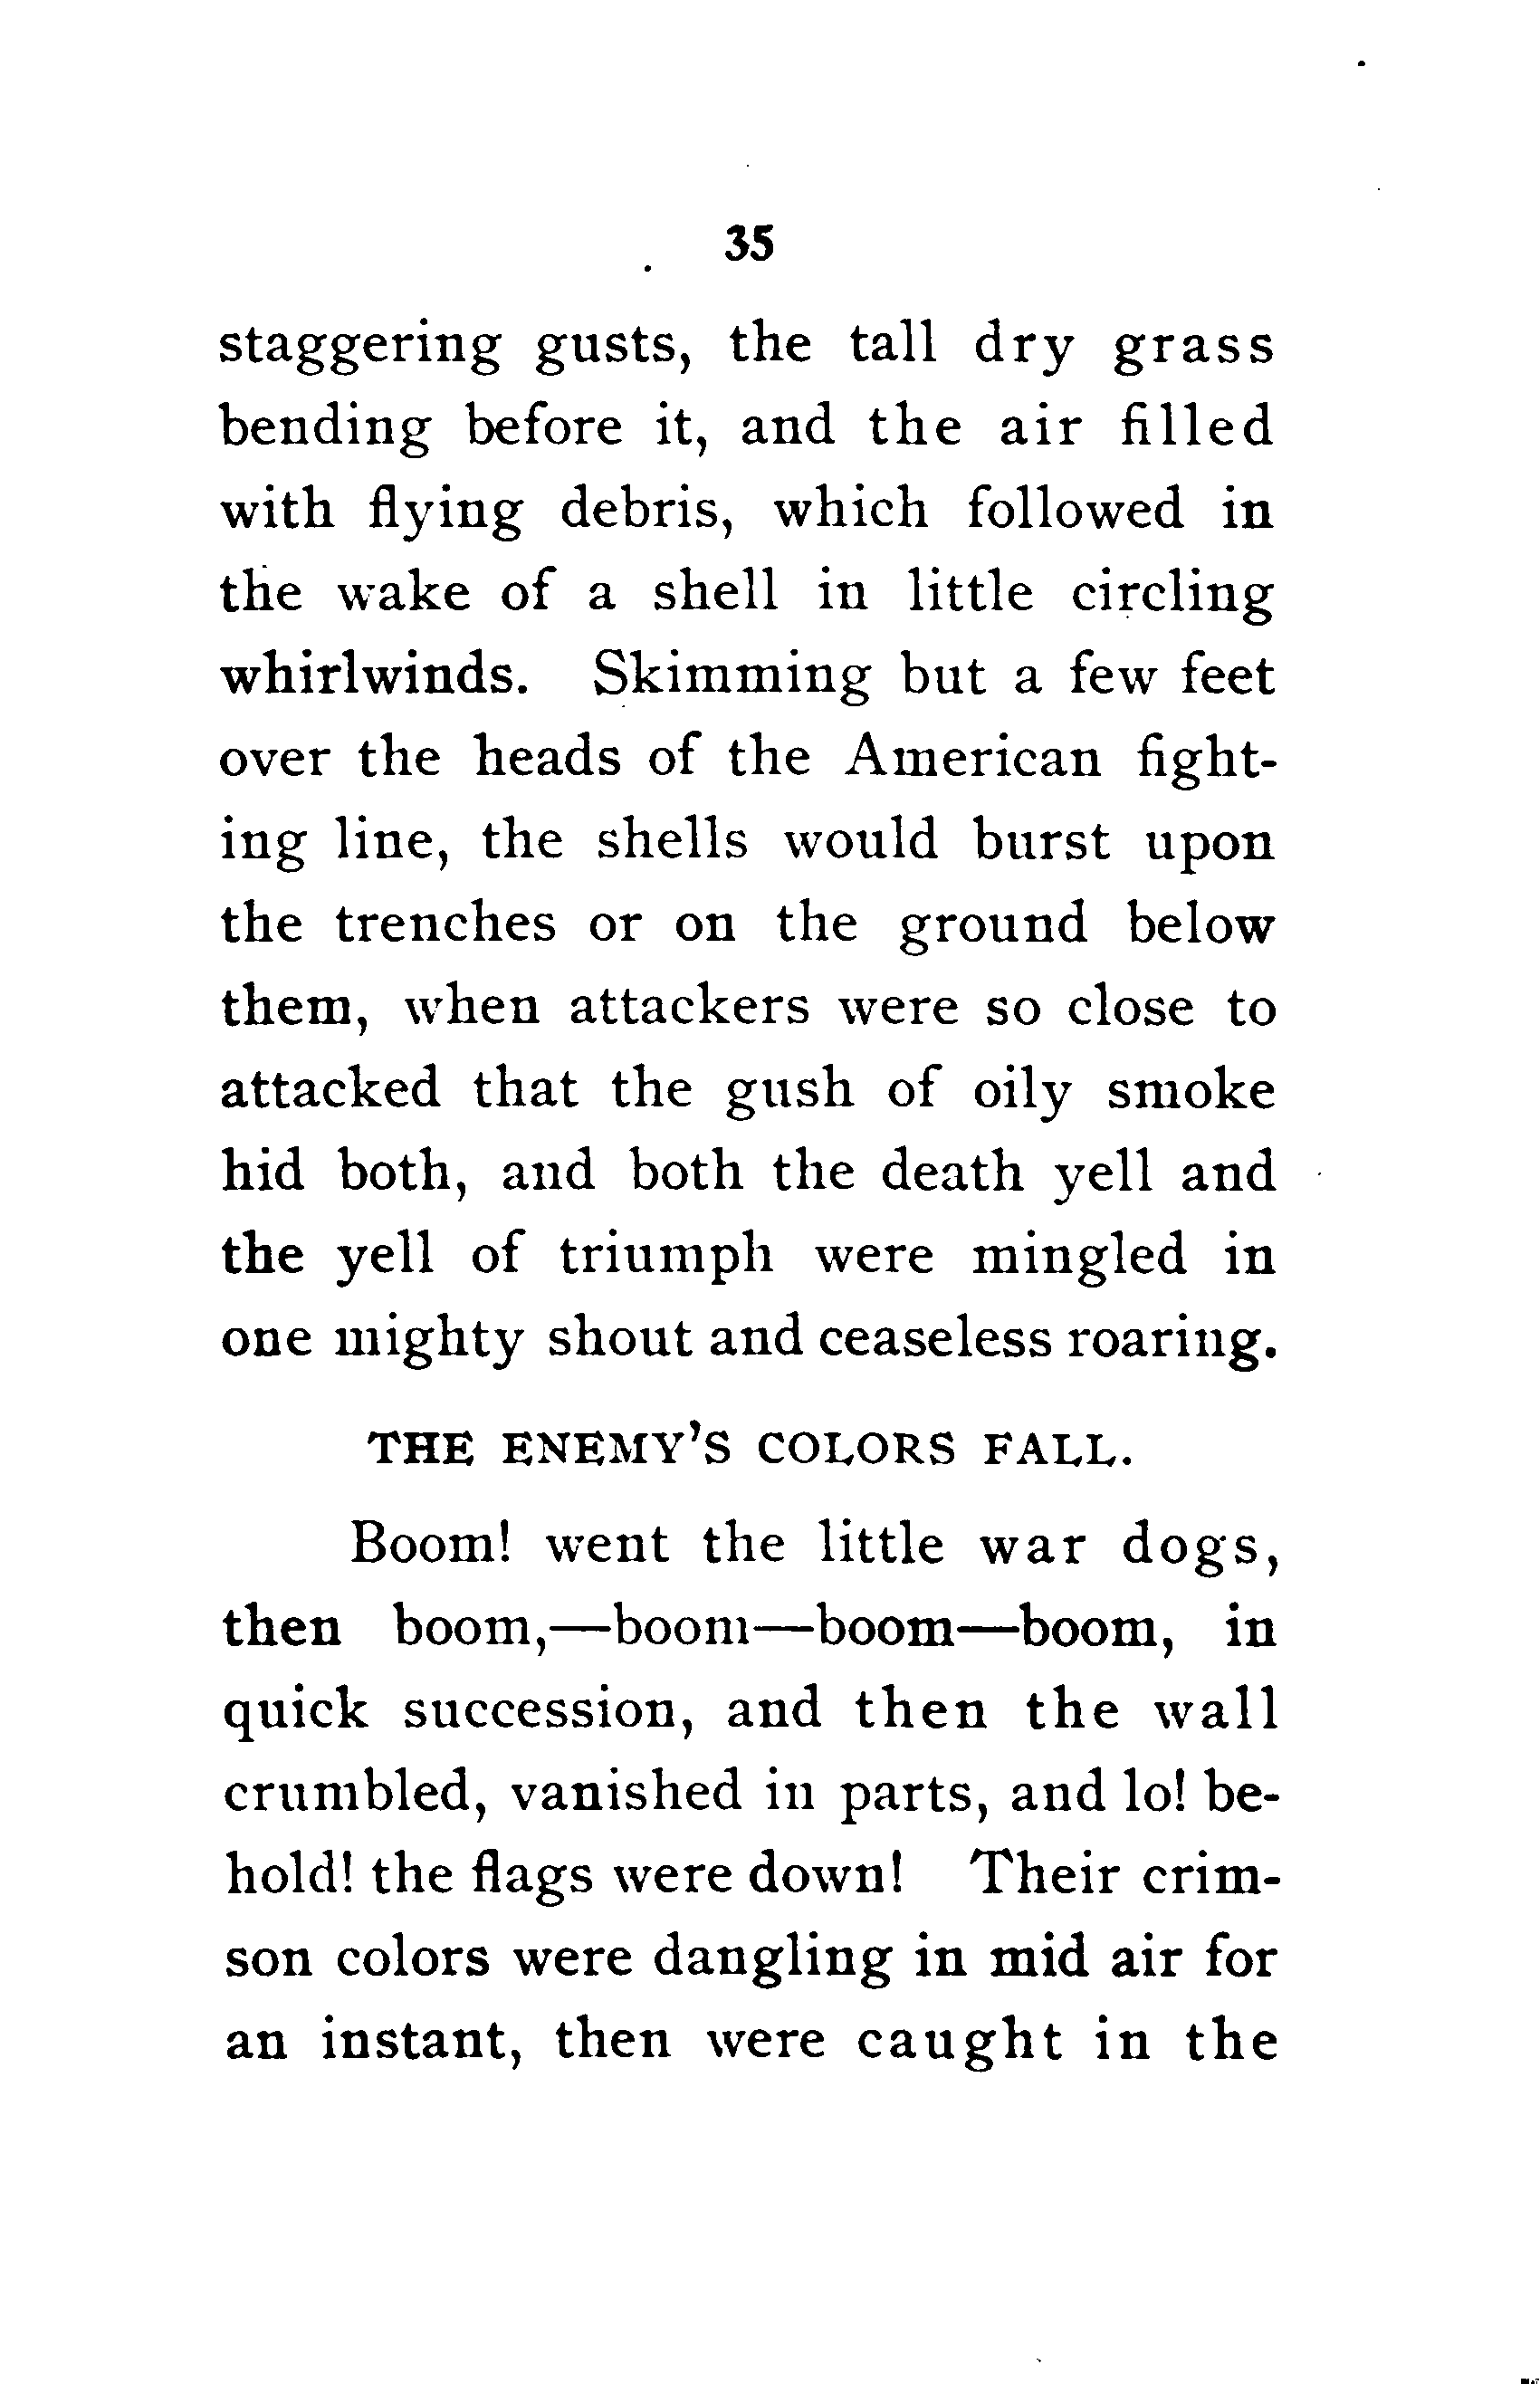 35
staggering gusts, the tall dry grass
bending before it, and the air filled
with flying debris, which followed in
the wake of a shell in little circling
whirlwinds. Skimming but a few feet
over the heads of the American fight-
ing line, the shells would burst upon
the trenches or on the ground below
them, when attackers were so close to
attacked that the gush of oily smoke
hid both, and both the death yell and
the yell of triumph were mingled in
one mighty shout and ceaseless roaring.
THE ENEMY'S COLORS FALL.
Boom! went the little war dogs,
then boom,—boom—boom—boom, in
quick succession, and then the wall
crumbled, vanished in parts, and lo! be-
hold! the flags were down! Their crim-
son colors were dangling in mid air for
an instant, then were caught in the